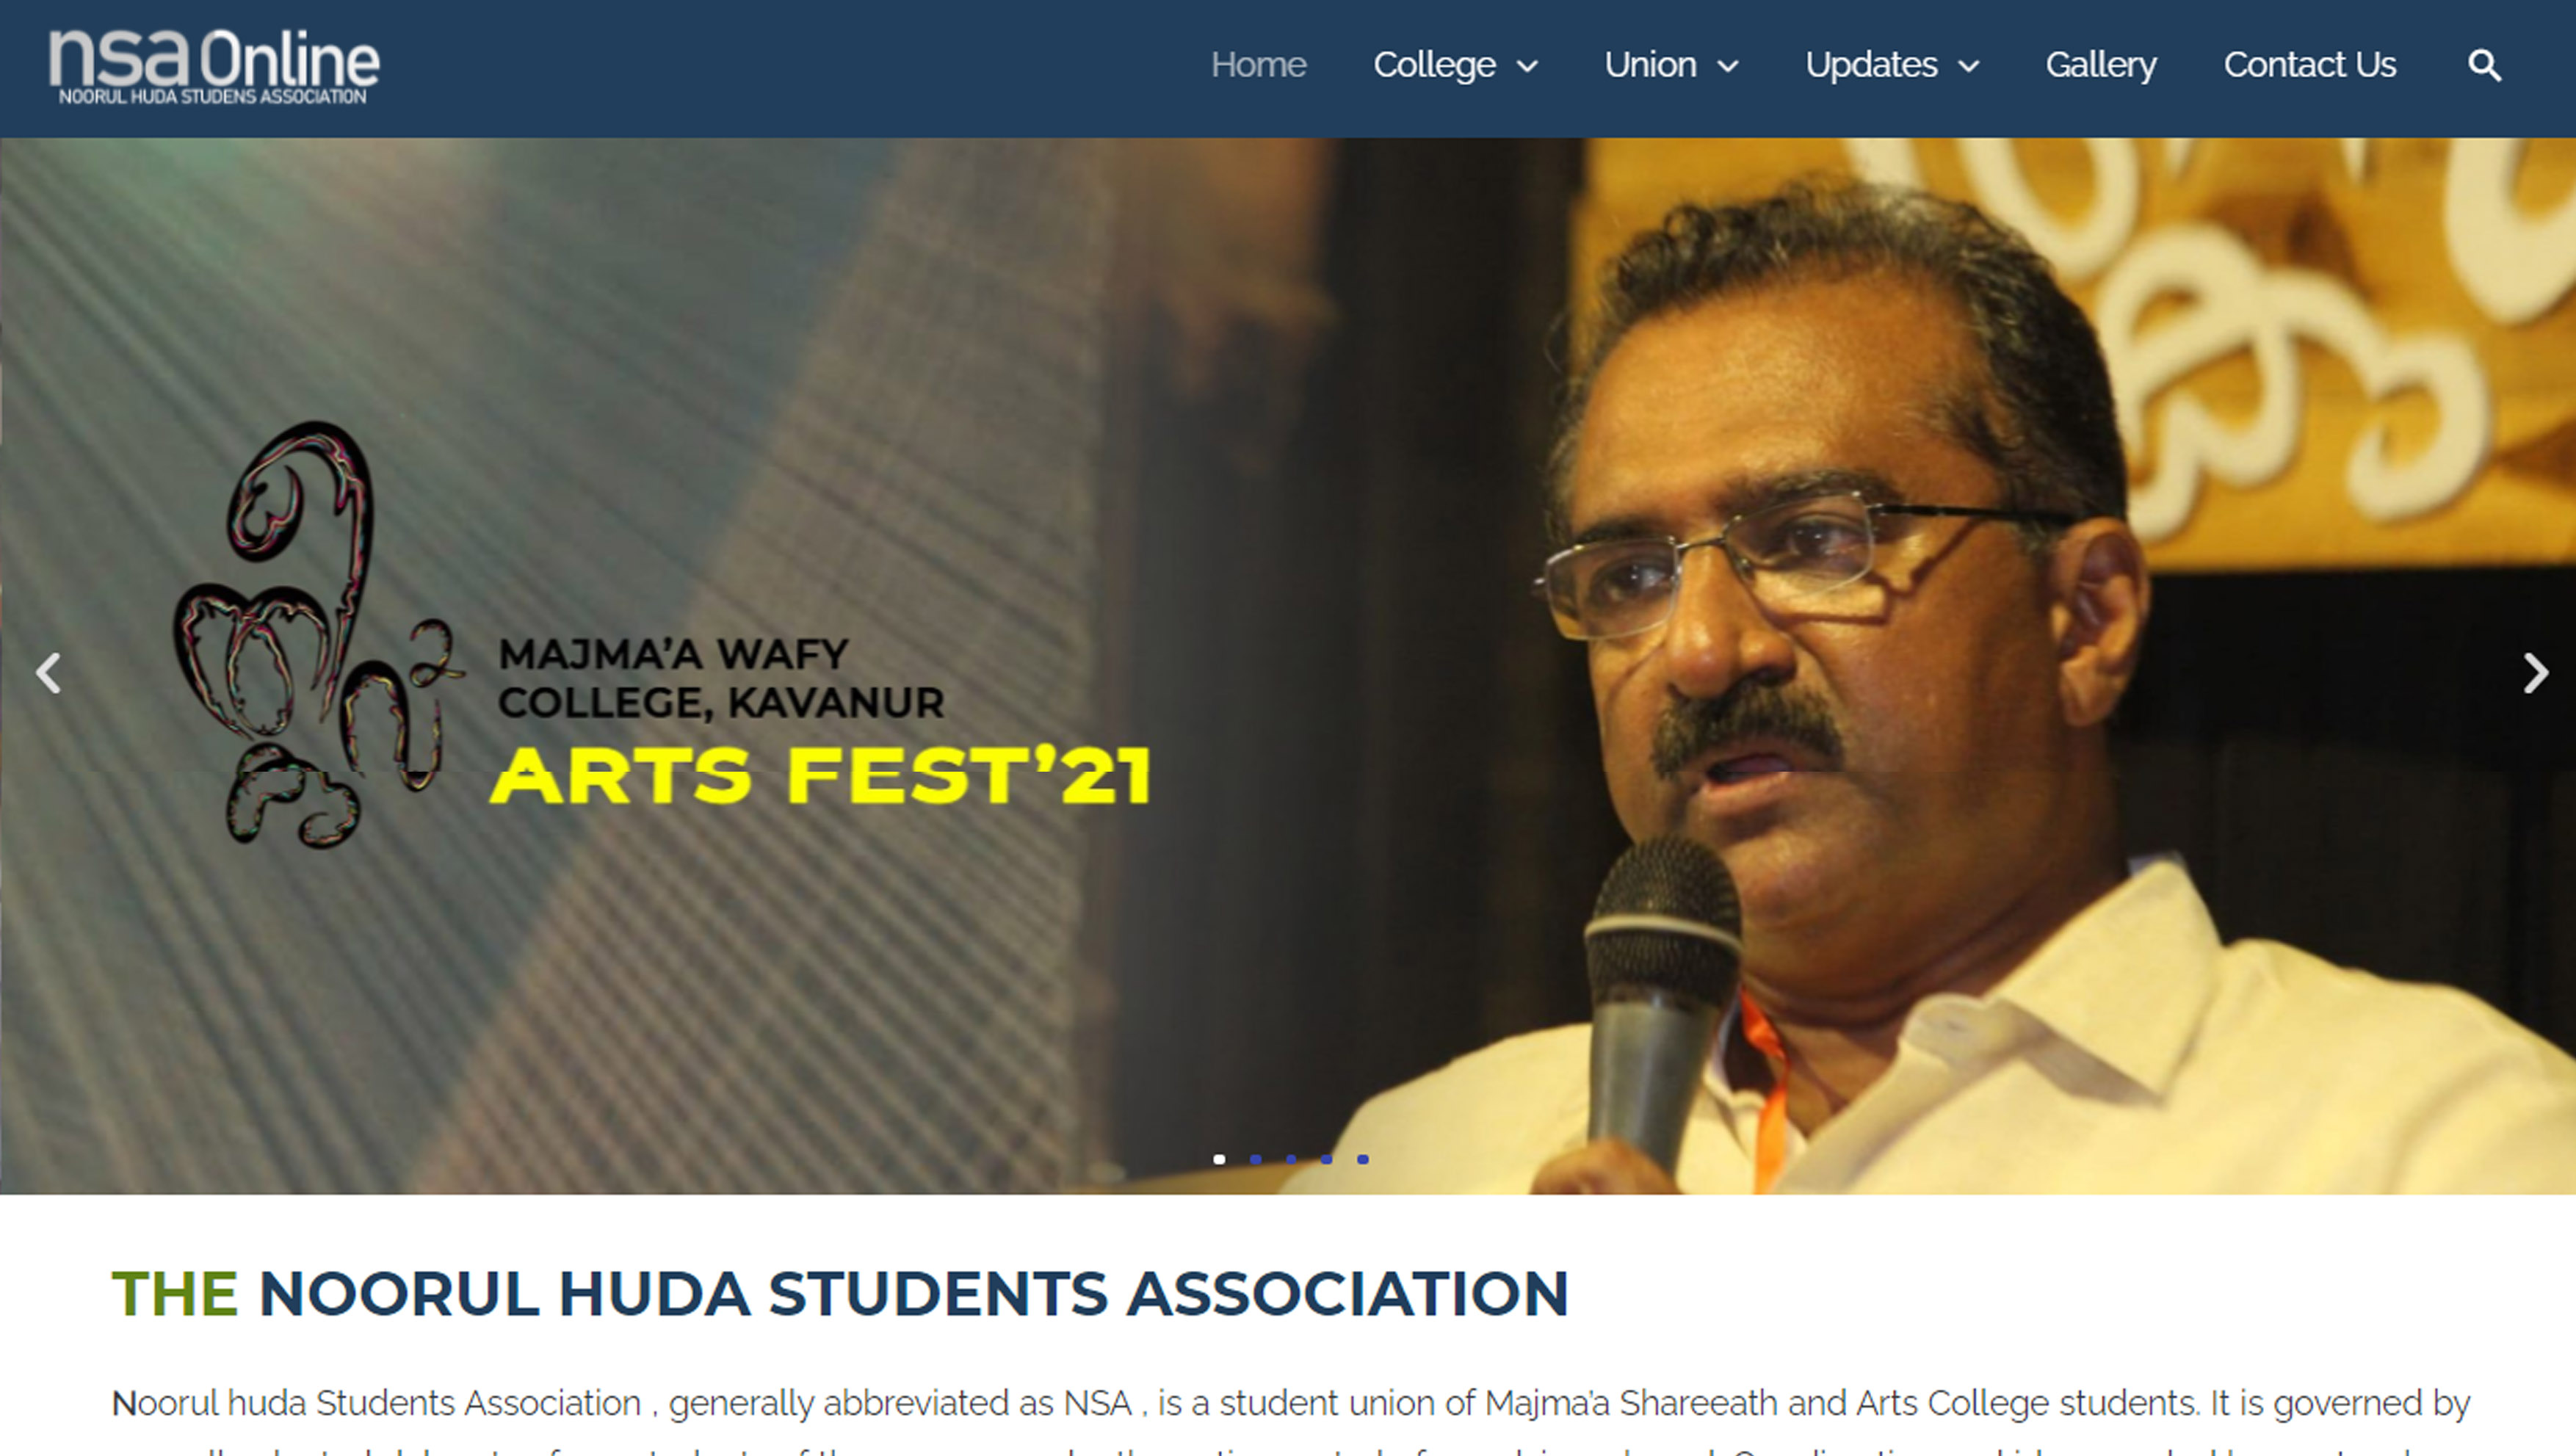 nsa Online
NOORUL HUDA STUDENS ASSOCIATION
Home College Union Updates Gallery Contact Us
MAJMA'A WAFY
COLLEGE, KAVANUR
ARTS FEST'21
THE NOORUL HUDA STUDENTS ASSOCIATION
Noorul huda Students Association , generally abbreviated as NSA , is a student union of Majma'a Shareeath and Arts College students. It is governed by